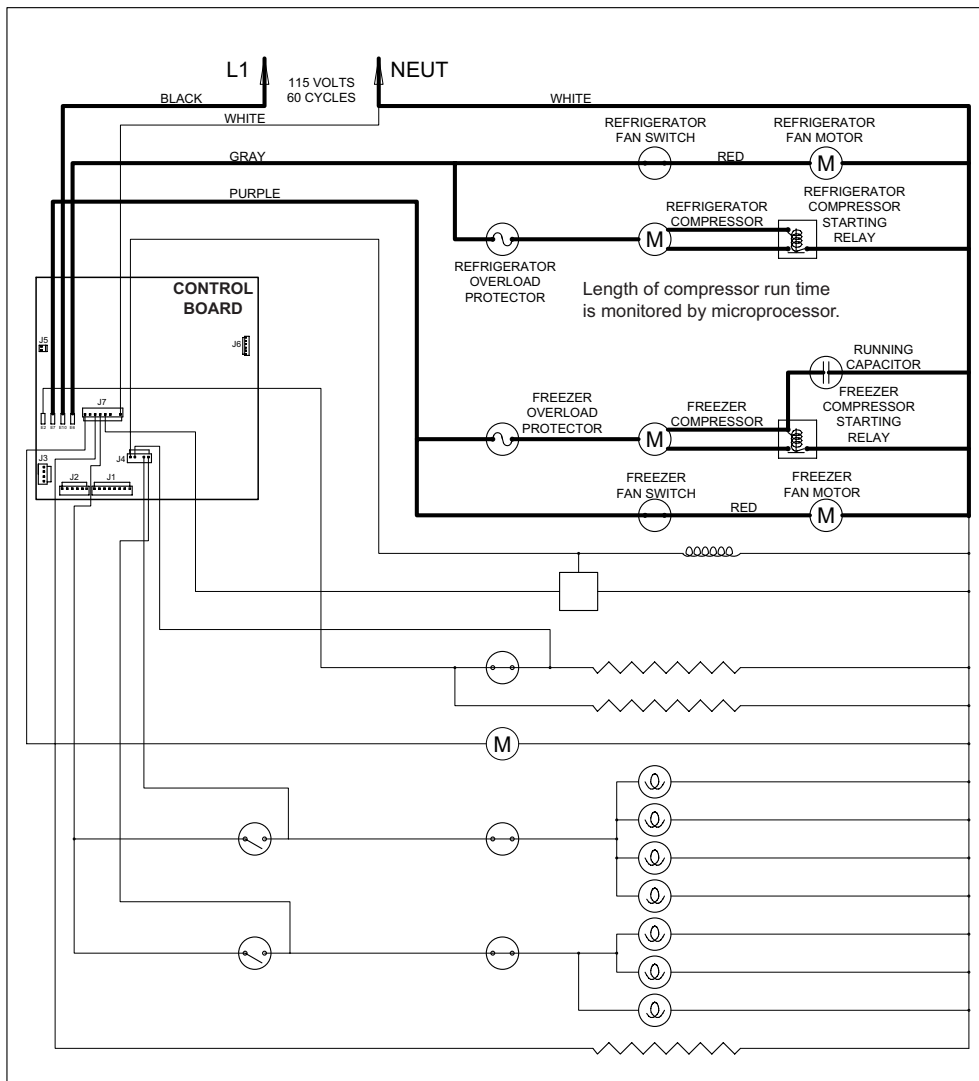 L1
NEUT
115 VOLTS
60 CYCLES
BLACK
WHITE
WHITE
GRAY
PURPLE
REFRIGERATOR
FAN SWITCH
RED
REFRIGERATOR
FAN MOTOR
M
REFRIGERATOR
OVERLOAD
PROTECTOR
REFRIGERATOR
COMPRESSOR
M
REFRIGERATOR
COMPRESSOR
STARTING
RELAY
Length of compressor run time
is monitored by microprocessor.
CONTROL
BOARD
J5
J6
J7
J4
J3
J2
J1
RUNNING
CAPACITOR
FREEZER
OVERLOAD
PROTECTOR
FREEZER
COMPRESSOR
M
FREEZER
COMPRESSOR
STARTING
RELAY
FREEZER
FAN SWITCH
RED
FREEZER
FAN MOTOR
M
M